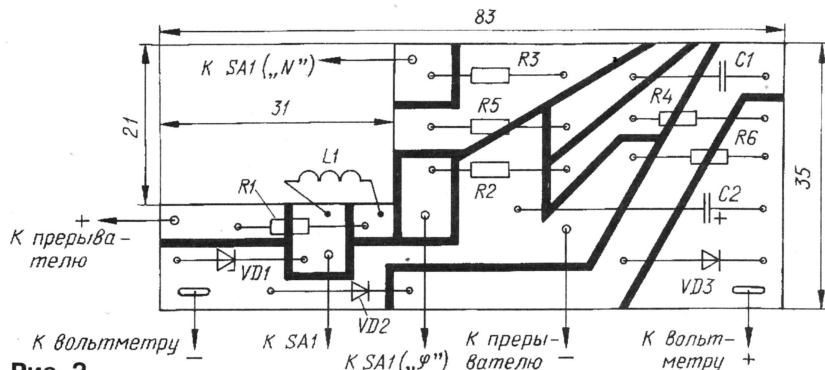 83
К SA1 („N")
R3
C1
21
31
R5
R4
R6
L1
R1
R2
35
C2
+
+
К прерыва-
телю
VD1
VD2
VD3
К вольтметру −
К SA1
К SA1 („φ")
К преры-
вателю −
К вольт-
метру +
Рис. 2